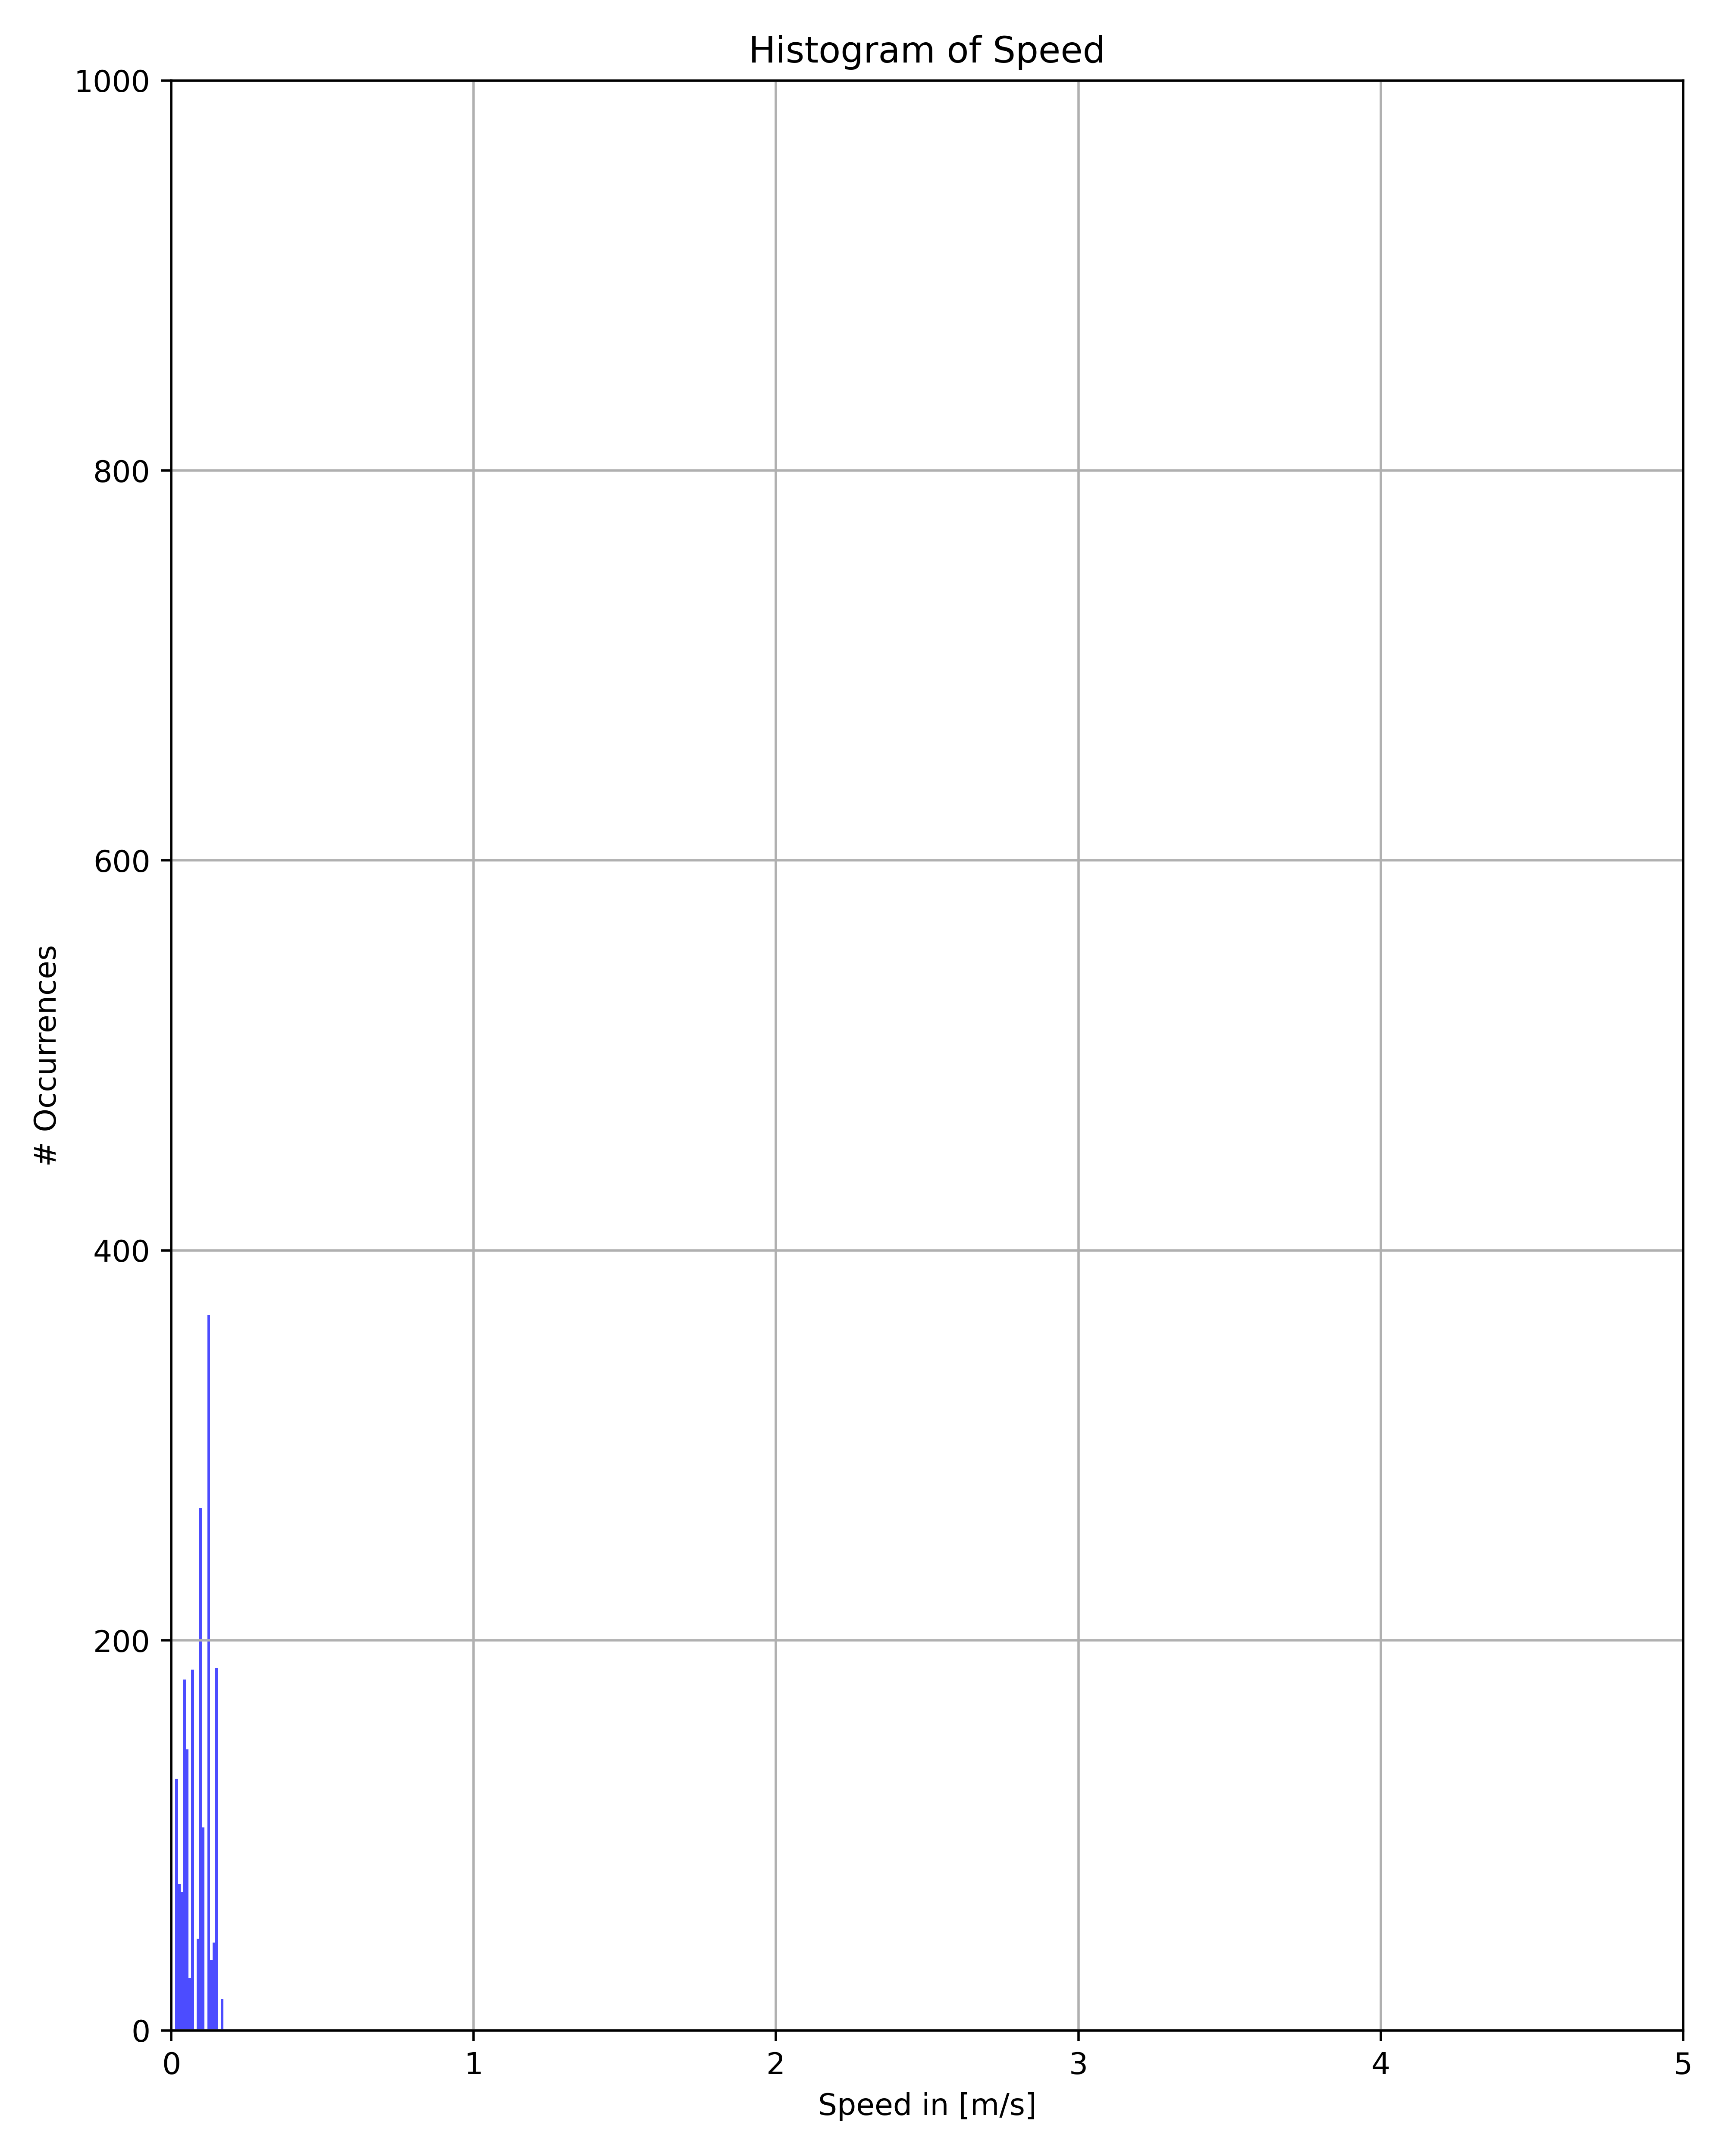 Histogram of Speed
1000
800
600
400
200
0
# Occurrences
0 1 2 3 4 5
Speed in [m/s]